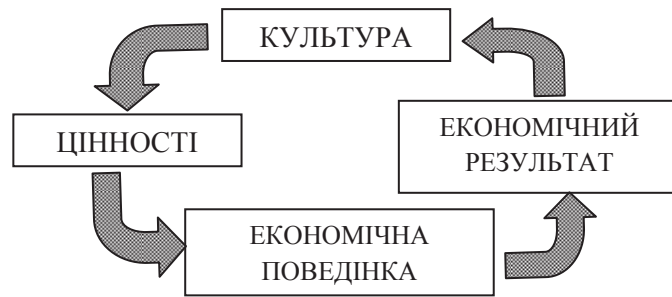 КУЛЬТУРА
ЦІННОСТІ
ЕКОНОМІЧНИЙ
РЕЗУЛЬТАТ
ЕКОНОМІЧНА
ПОВЕДІНКА